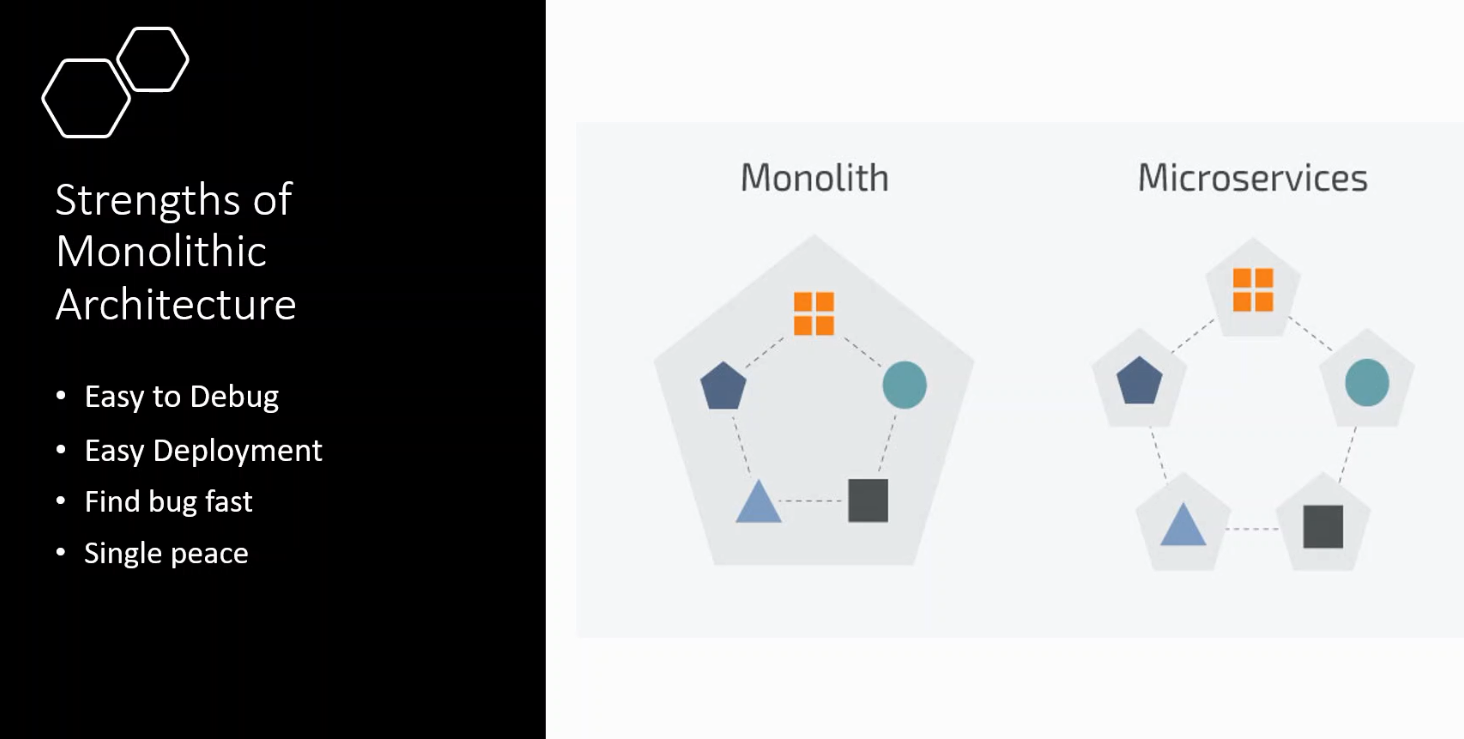 Strengths of
Monolithic
Architecture
• Easy to Debug
• Easy Deployment
• Find bug fast
• Single peace
Monolith
Microservices